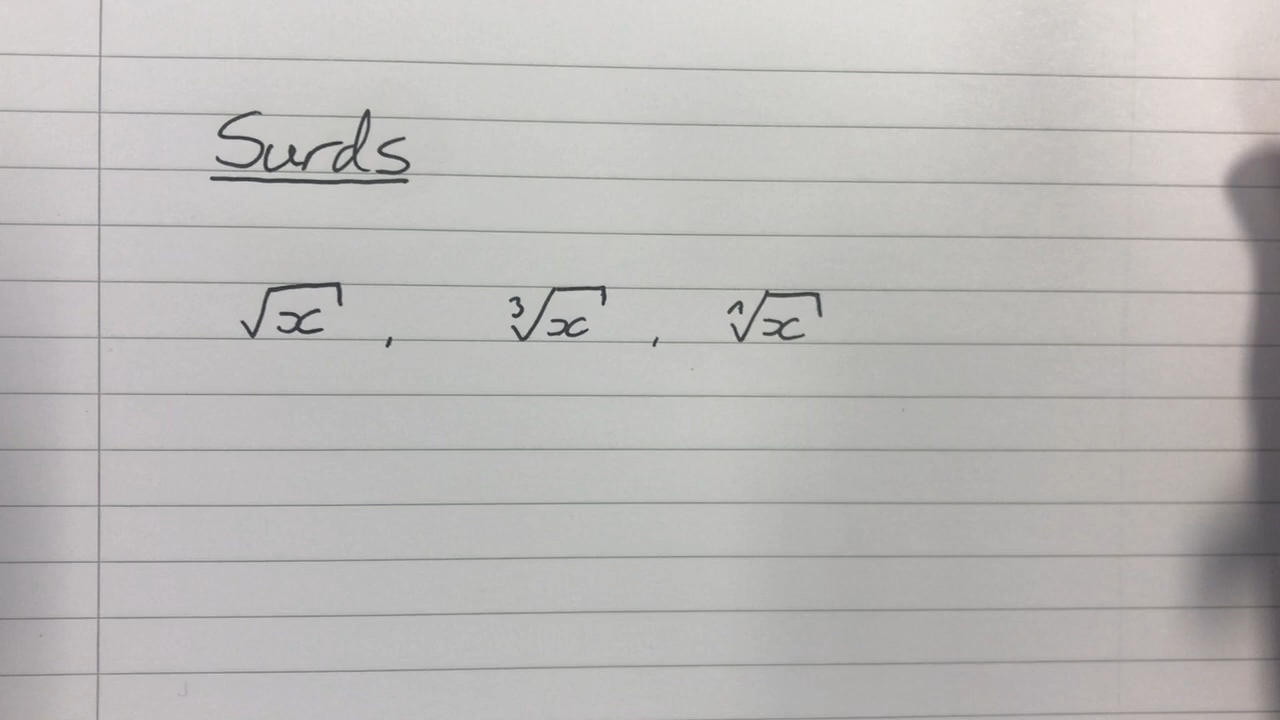 Surds
√x , ³√x , ⁿ√x